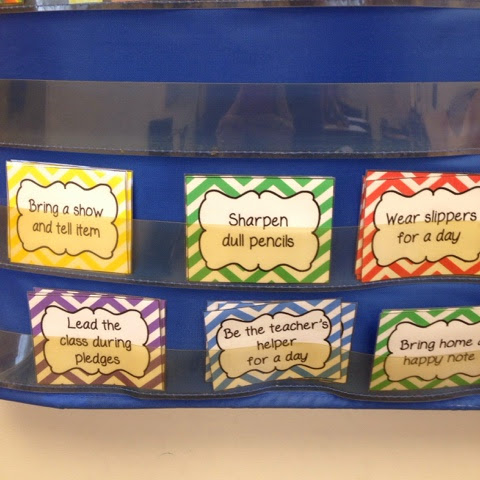 Bring a show
and tell item
Sharpen
dull pencils
Wear slippers
for a day
Lead the
class during
pledges
Be the teacher's
helper
for a day
Bring home a
happy note